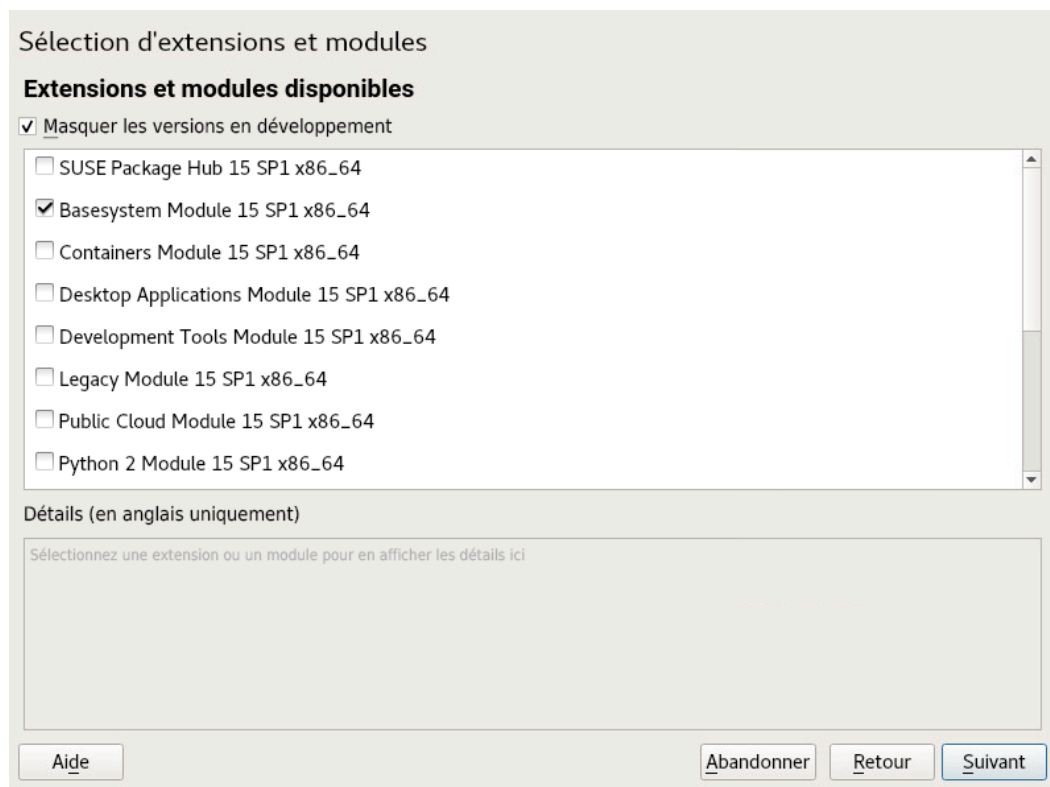 Sélection d'extensions et modules
Extensions et modules disponibles
Masquer les versions en développement
SUSE Package Hub 15 SP1 x86_64
Basesystem Module 15 SP1 x86_64
Containers Module 15 SP1 x86_64
Desktop Applications Module 15 SP1 x86_64
Development Tools Module 15 SP1 x86_64
Legacy Module 15 SP1 x86_64
Public Cloud Module 15 SP1 x86_64
Python 2 Module 15 SP1 x86_64
Détails (en anglais uniquement)
Sélectionnez une extension ou un module pour en afficher les détails ici
Aide Abandonner Retour Suivant